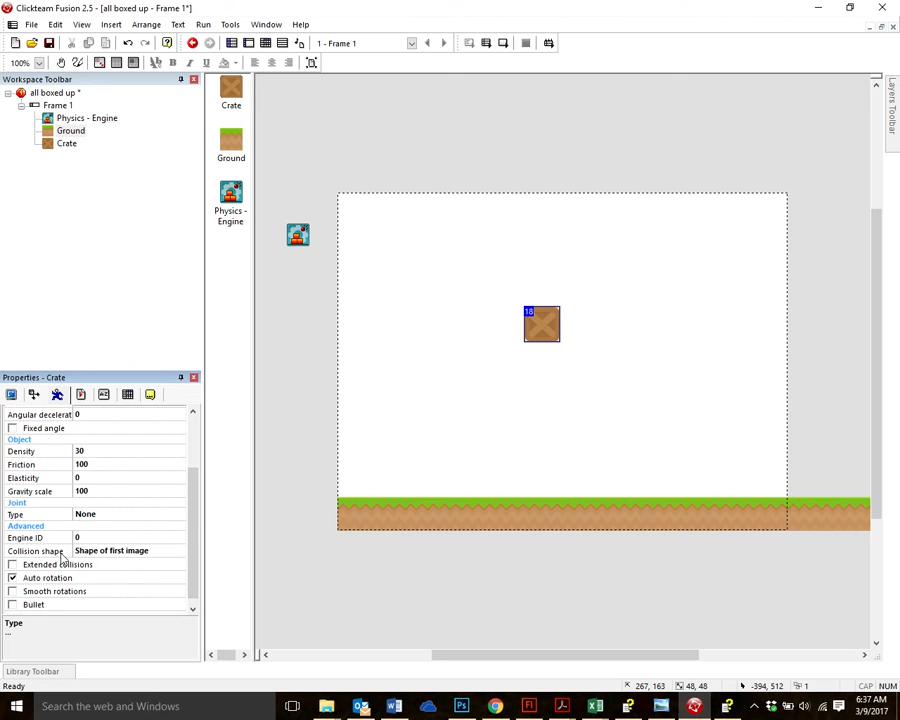 Clickteam Fusion 2.5 - [all boxed up - Frame 1*]
File Edit View Insert Arrange Text Run Tools Window Help
1 - Frame 1
100%
Workspace Toolbar
all boxed up *
Frame 1
Physics - Engine
Ground
Crate
Crate
Ground
Physics -
Engine
18
Layers Toolbar
Properties - Crate
Angular decelerat 0
Fixed angle
Object
Density 30
Friction 100
Elasticity 0
Gravity scale 100
Joint
Type None
Advanced
Engine ID 0
Collision shape Shape of first image
Extended collisions
Auto rotation
Smooth rotations
Bullet
Type
...
Library Toolbar
Ready
267, 163
48, 48
-394, 512
1
CAP NUM
Search the web and Windows
6:37 AM
3/9/2017